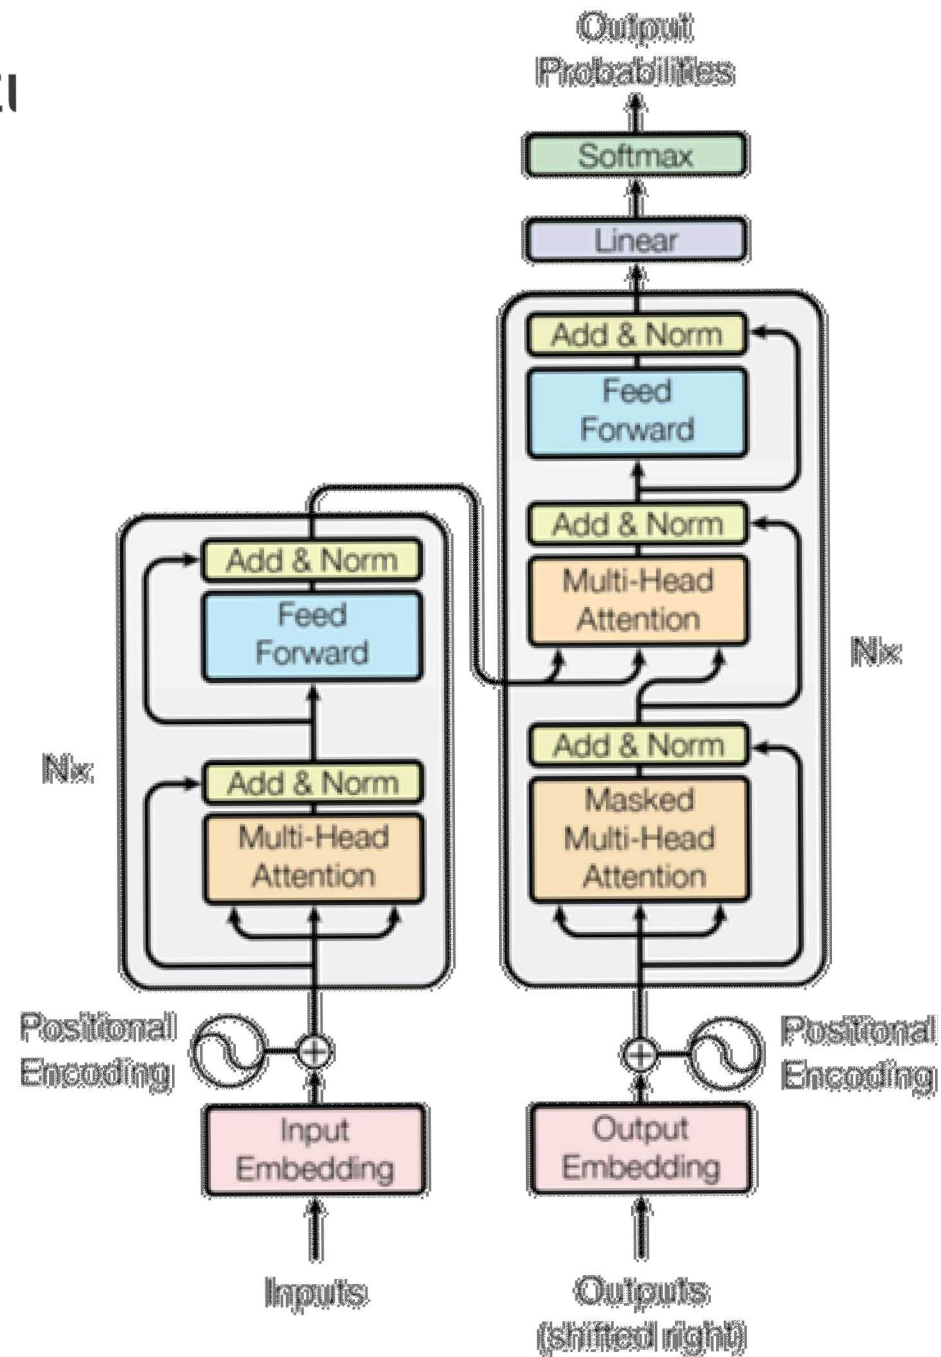 Output
Probabilities
Softmax
Linear
Add & Norm
Feed
Forward
Add & Norm
Multi-Head
Attention
Add & Norm
Masked
Multi-Head
Attention
Nx
Add & Norm
Feed
Forward
Add & Norm
Multi-Head
Attention
Nx
Positional
Encoding
Positional
Encoding
Input
Embedding
Output
Embedding
Inputs
Outputs
(shifted right)